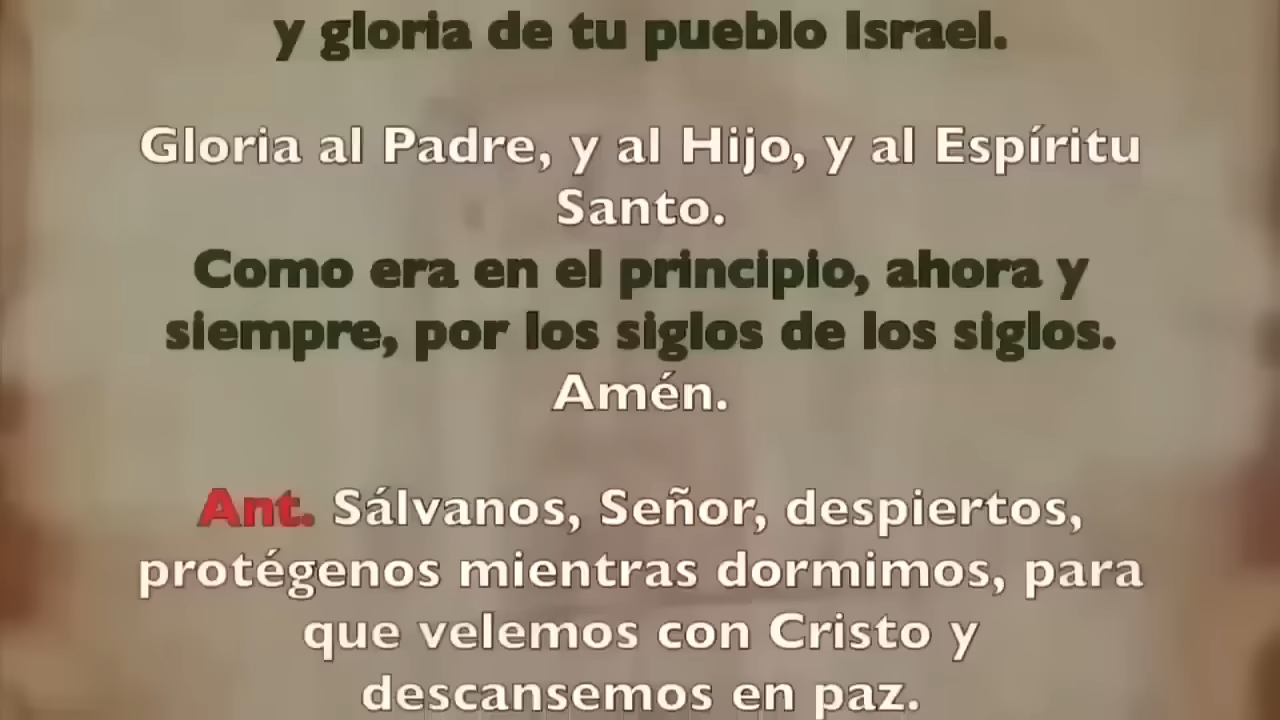 y gloria de tu pueblo Israel.
Gloria al Padre, y al Hijo, y al Espíritu
Santo.
Como era en el principio, ahora y
siempre, por los siglos de los siglos.
Amén.
Ant. Sálvanos, Señor, despiertos,
protégenos mientras dormimos, para
que velemos con Cristo y
descansemos en paz.